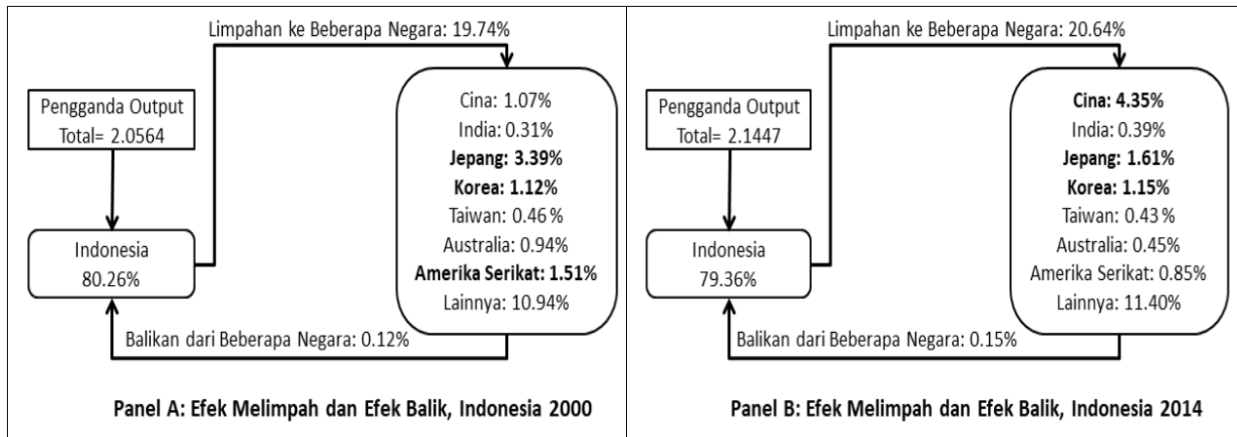 Limpahan ke Beberapa Negara: 19.74%
Pengganda Output
Total= 2.0564
Indonesia
80.26%
Cina: 1.07%
India: 0.31%
Jepang: 3.39%
Korea: 1.12%
Taiwan: 0.46 %
Australia: 0.94%
Amerika Serikat: 1.51%
Lainnya: 10.94%
Balikan dari Beberapa Negara: 0.12%
Panel A: Efek Melimpah dan Efek Balik, Indonesia 2000
Limpahan ke Beberapa Negara: 20.64%
Pengganda Output
Total= 2.1447
Indonesia
79.36%
Cina: 4.35%
India: 0.39%
Jepang: 1.61%
Korea: 1.15%
Taiwan: 0.43 %
Australia: 0.45%
Amerika Serikat: 0.85%
Lainnya: 11.40%
Balikan dari Beberapa Negara: 0.15%
Panel B: Efek Melimpah dan Efek Balik, Indonesia 2014